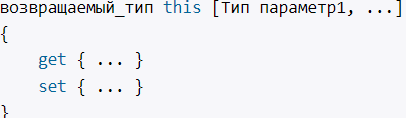 возвращаемый_тип this [Тип параметр1, ...]
{
    get { ... }
    set { ... }
}